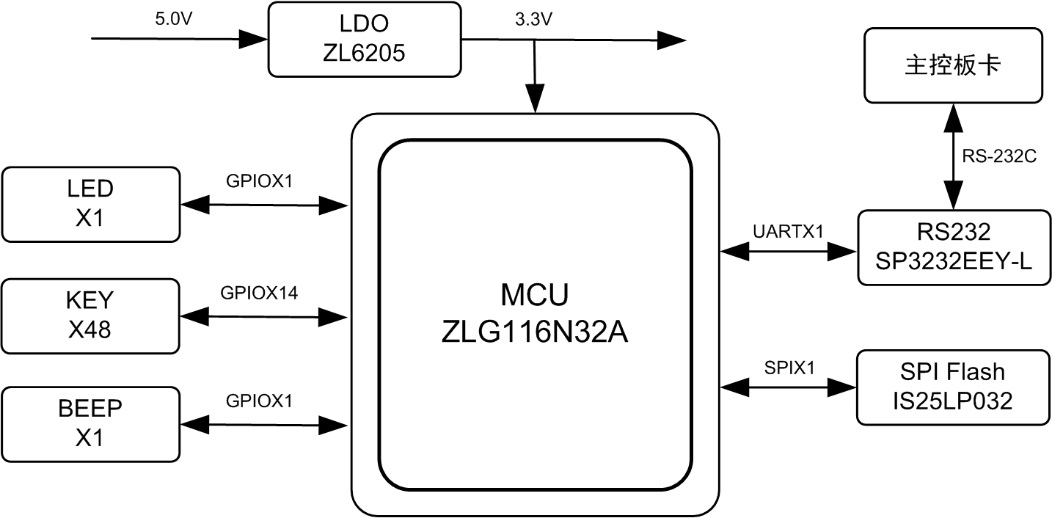 5.0V
LDO
ZL6205
3.3V
主控板卡
RS-232C
LED
X1
GPIOX1
UARTX1
RS232
SP3232EEY-L
KEY
X48
GPIOX14
MCU
ZLG116N32A
SPIX1
SPI Flash
IS25LP032
BEEP
X1
GPIOX1